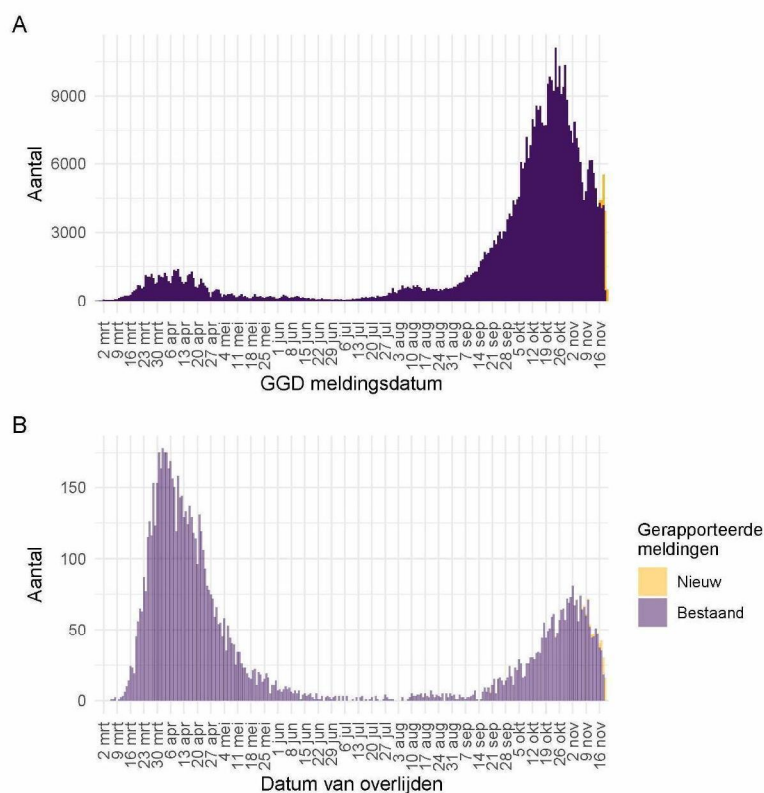 A
Aantal
9000
6000
3000
0
2 mrt
9 mrt
16 mrt
23 mrt
30 mrt
6 apr
13 apr
20 apr
27 apr
4 mei
11 mei
18 mei
25 mei
1 jun
8 jun
15 jun
22 jun
29 jun
6 jul
13 jul
20 jul
27 jul
3 aug
10 aug
17 aug
24 aug
31 aug
7 sep
14 sep
21 sep
28 sep
5 okt
12 okt
19 okt
26 okt
2 nov
9 nov
16 nov
GGD meldingsdatum
B
Aantal
150
100
50
0
2 mrt
9 mrt
16 mrt
23 mrt
30 mrt
6 apr
13 apr
20 apr
27 apr
4 mei
11 mei
18 mei
25 mei
1 jun
8 jun
15 jun
22 jun
29 jun
6 jul
13 jul
20 jul
27 jul
3 aug
10 aug
17 aug
24 aug
31 aug
7 sep
14 sep
21 sep
28 sep
5 okt
12 okt
19 okt
26 okt
2 nov
9 nov
16 nov
Datum van overlijden
Gerapporteerde
meldingen
Nieuw
Bestaand